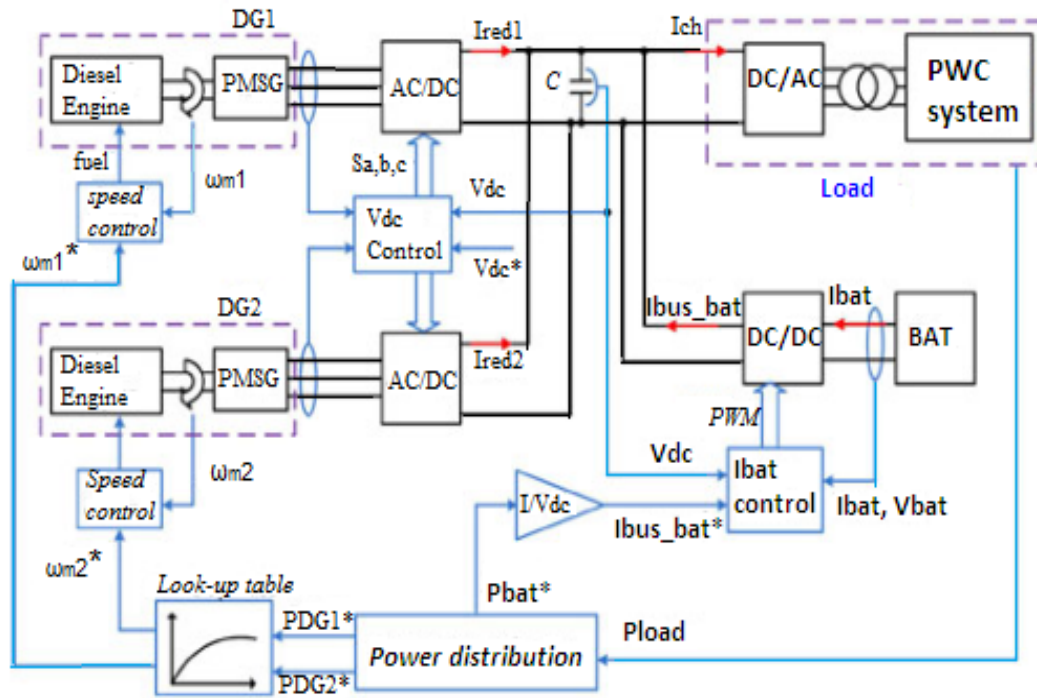 DG1
Diesel
Engine
PMSG
AC/DC
Ired1
C
Ich
DC/AC
PWC
system
Load
fuel
ωm1
speed
control
ωm1*
Sa,b,c
Vdc
Control
Vdc
Vdc*
DG2
Diesel
Engine
PMSG
AC/DC
Ired2
Ibus_bat
DC/DC
Ibat
BAT
PWM
Speed
control
ωm2
ωm2*
Vdc
Ibat
control
Ibat, Vbat
I/Vdc
Ibus_bat*
Look-up table
PDG1*
PDG2*
Pbat*
Power distribution
Pload